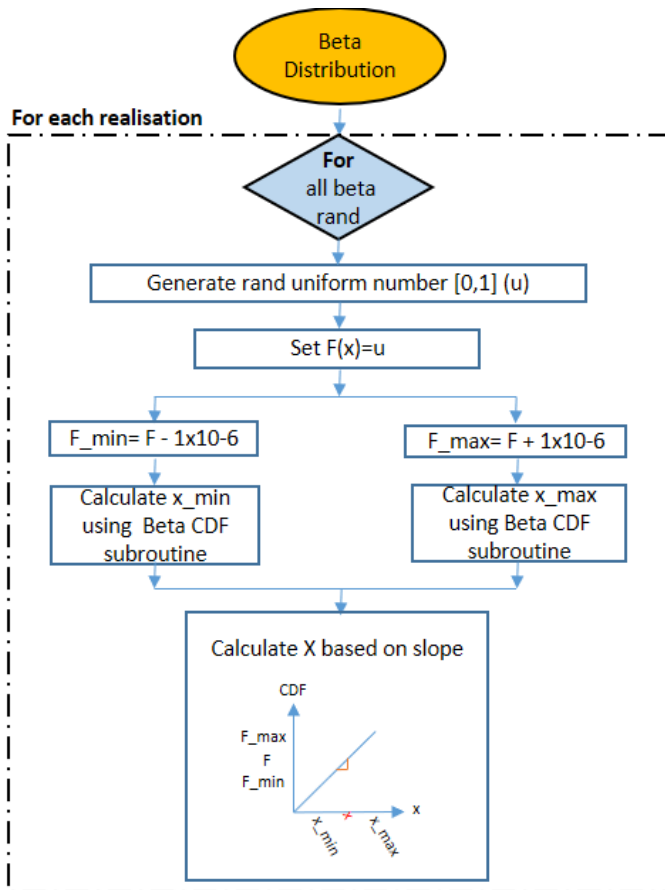 Beta
Distribution
For each realisation
For
all beta
rand
Generate rand uniform number [0,1] (u)
Set F(x)=u
F_min= F - 1x10-6
F_max= F + 1x10-6
Calculate x_min
using Beta CDF
subroutine
Calculate x_max
using Beta CDF
subroutine
Calculate X based on slope
CDF
F_max
F
F_min
x
x_min
x
x_max